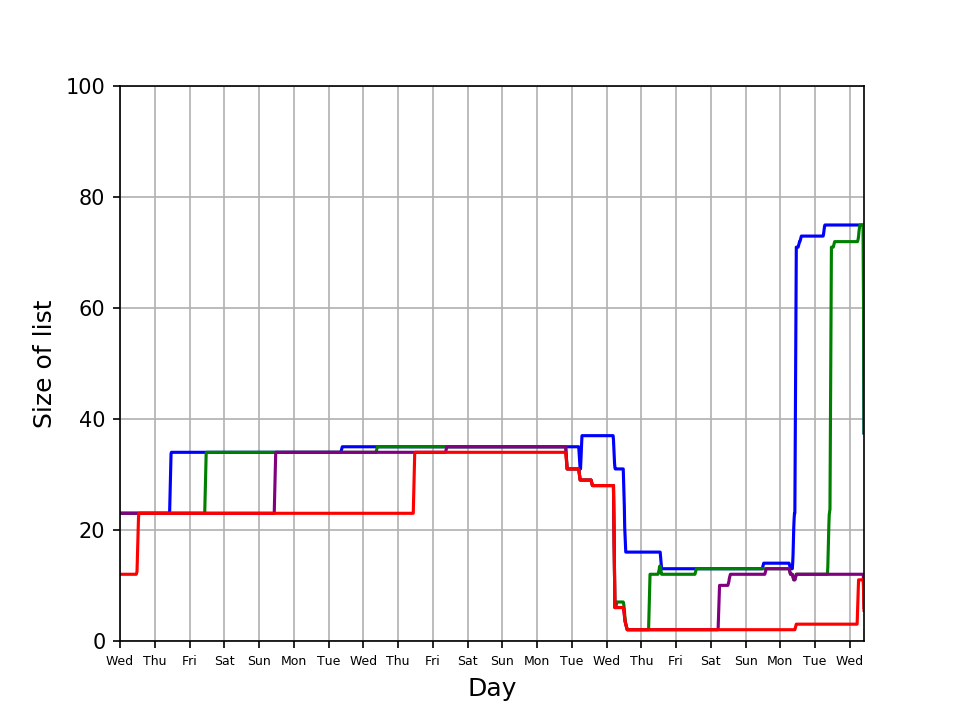 100
80
60
40
20
0
Size of list
Wed Thu Fri Sat Sun Mon Tue Wed Thu Fri Sat Sun Mon Tue Wed Thu Fri Sat Sun Mon Tue Wed
Day